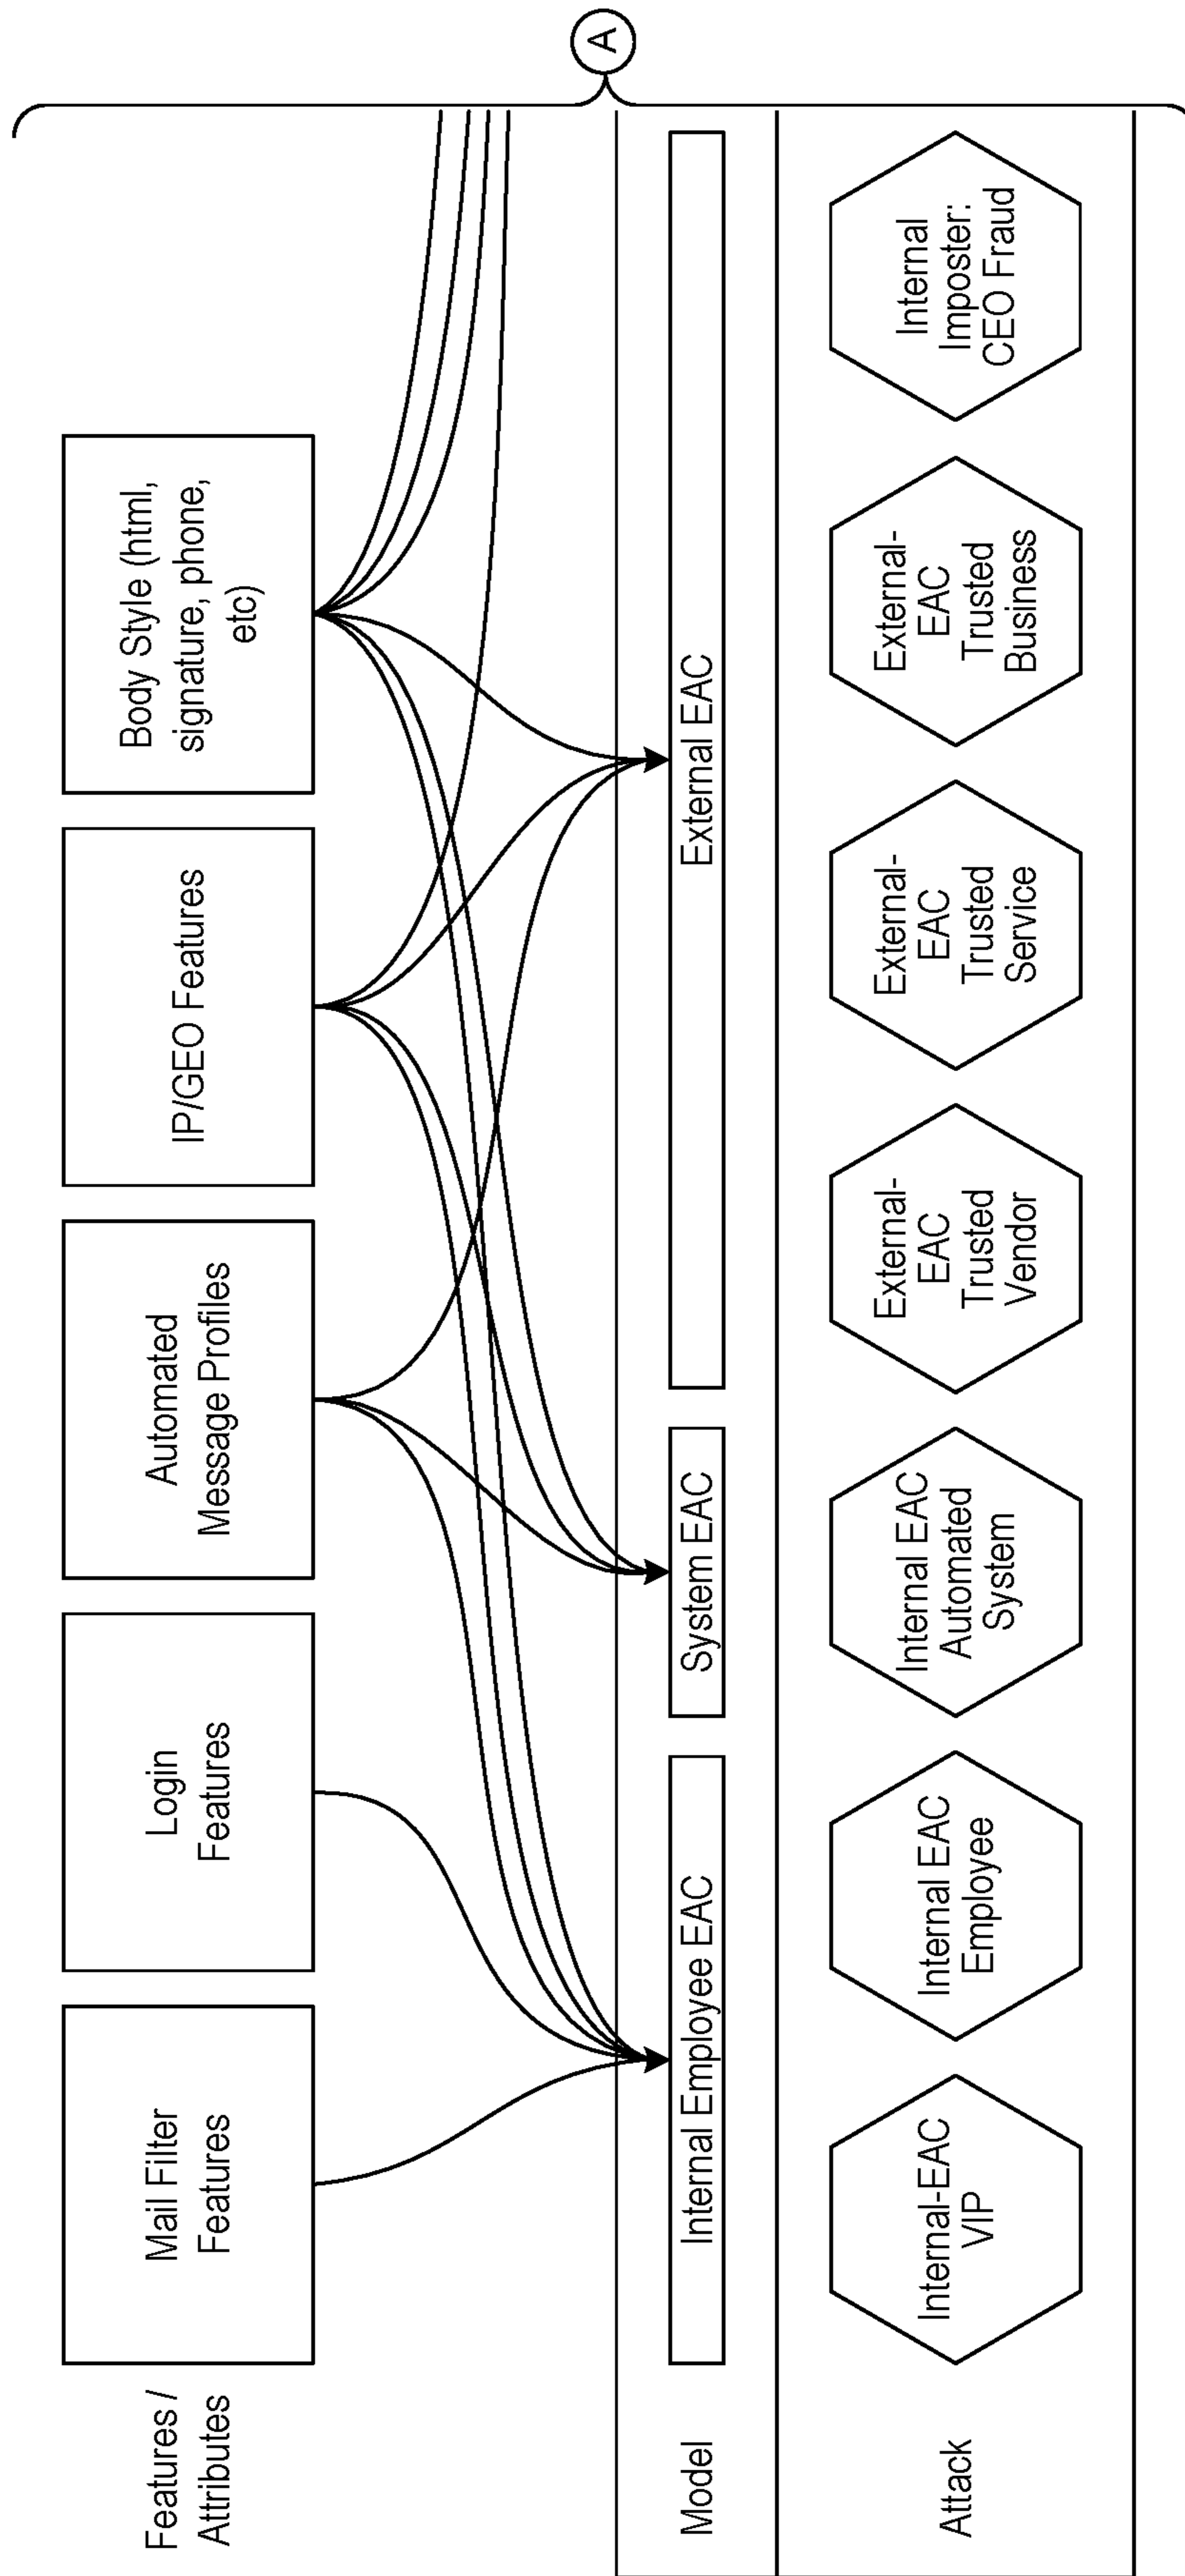 Features /
Attributes
Mail Filter
Features
Login
Features
Automated
Message Profiles
IP/GEO Features
Body Style (html,
signature, phone,
etc)
A
Model
Internal Employee EAC
System EAC
External EAC
Attack
Internal-EAC
VIP
Internal EAC
Employee
Internal EAC
Automated
System
External-
EAC
Trusted
Vendor
External-
EAC
Trusted
Service
External-
EAC
Trusted
Business
Internal
Imposter:
CEO Fraud